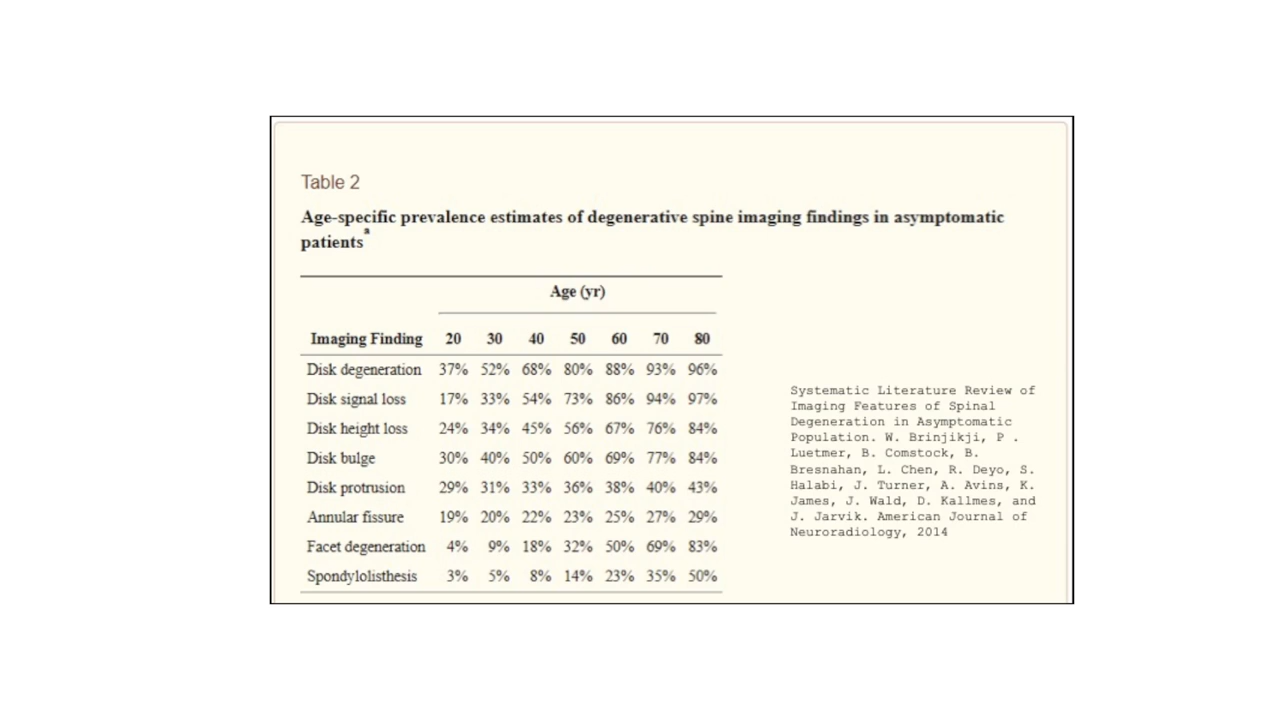 Table 2
Age-specific prevalence estimates of degenerative spine imaging findings in asymptomatic
patients a
Age (yr)
Imaging Finding 20 30 40 50 60 70 80
Disk degeneration 37% 52% 68% 80% 88% 93% 96%
Disk signal loss 17% 33% 54% 73% 86% 94% 97%
Disk height loss 24% 34% 45% 56% 67% 76% 84%
Disk bulge 30% 40% 50% 60% 69% 77% 84%
Disk protrusion 29% 31% 33% 36% 38% 40% 43%
Annular fissure 19% 20% 22% 23% 25% 27% 29%
Facet degeneration 4% 9% 18% 32% 50% 69% 83%
Spondylolisthesis 3% 5% 8% 14% 23% 35% 50%
Systematic Literature Review of
Imaging Features of Spinal
Degeneration in Asymptomatic
Population. W. Brinjikji, P .
Luetmer, B. Comstock, B.
Bresnahan, L. Chen, R. Deyo, S.
Halabi, J. Turner, A. Avins, K.
James, J. Wald, D. Kallmes, and
J. Jarvik. American Journal of
Neuroradiology, 2014